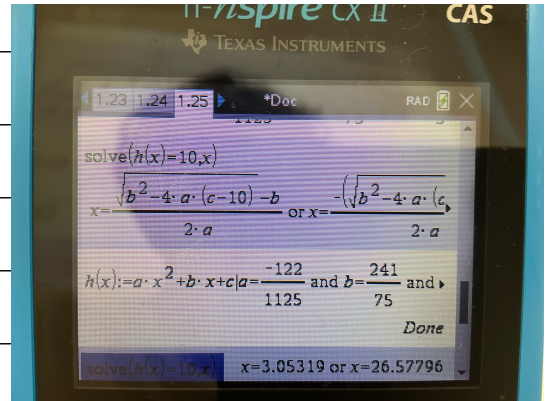 TI-nspire CX II CAS
TEXAS INSTRUMENTS
1.23 1.24 1.25 *Doc RAD
solve(h(x)=10,x)
x=(√(b²-4·a·(c-10)) -b)/(2·a) or x=(-(√(b²-4·a·(c
2·a
h(x):=a·x²+b·x+c|a=-122/1125 and b=241/75 and
Done
solve(h(x)=10,x) x=3.05319 or x=26.57796